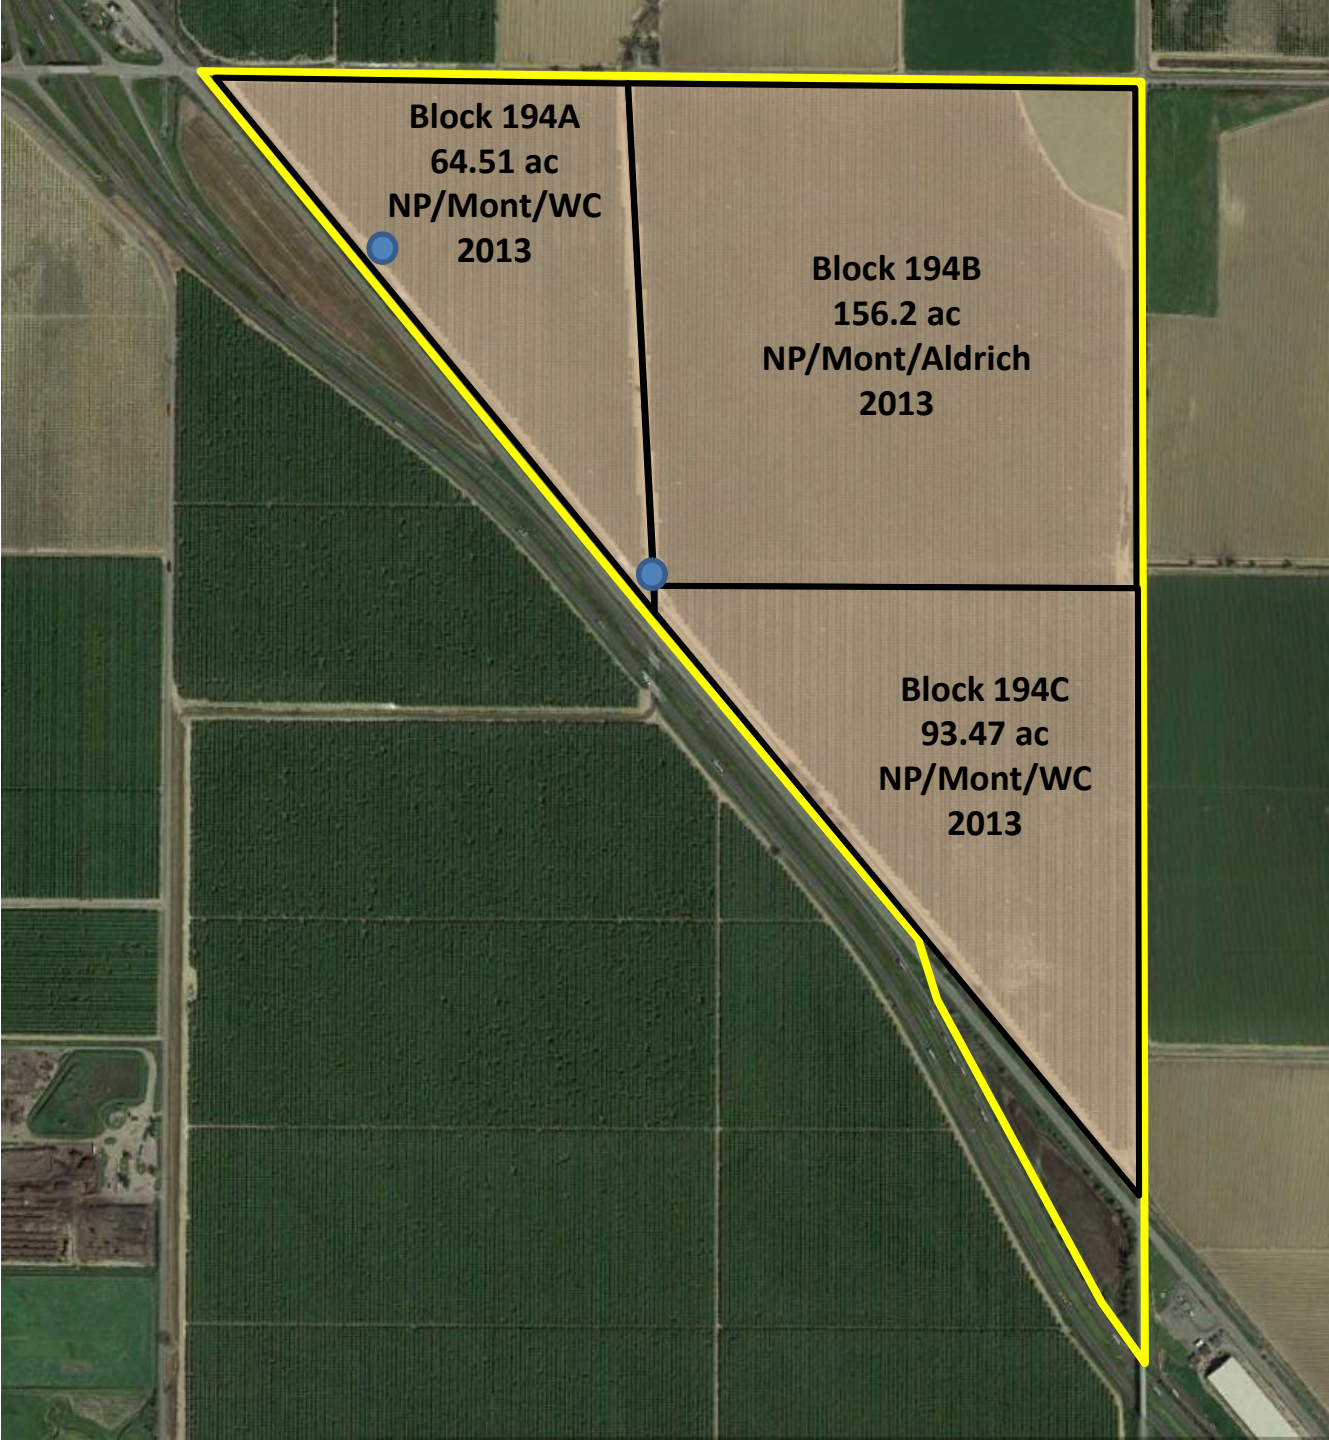 Block 194A
64.51 ac
NP/Mont/WC
2013
Block 194B
156.2 ac
NP/Mont/Aldrich
2013
Block 194C
93.47 ac
NP/Mont/WC
2013